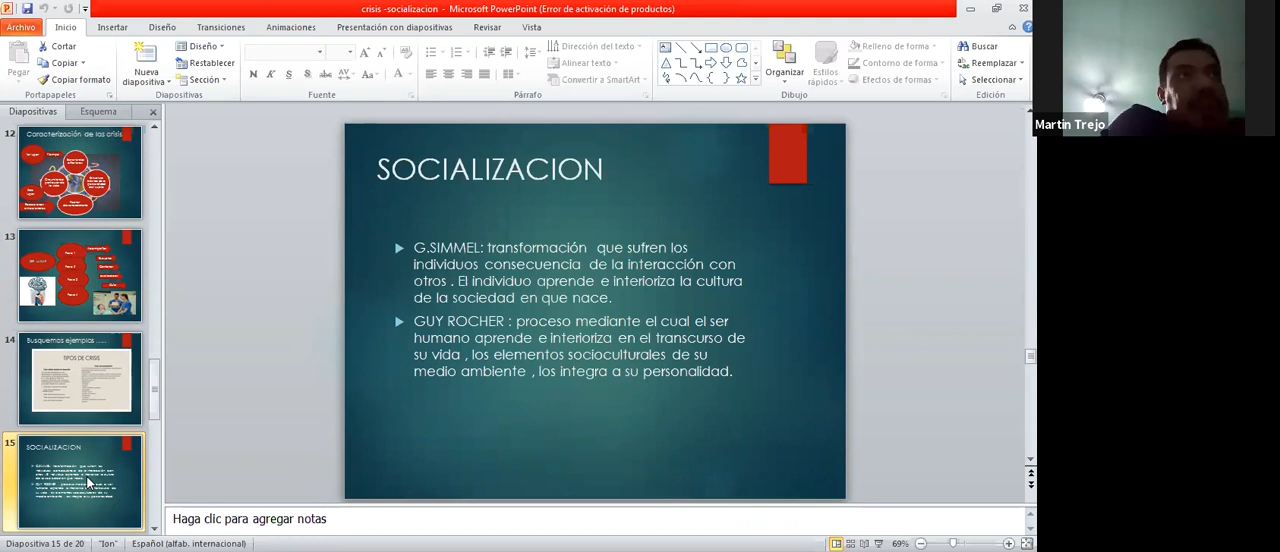 crisis -socializacion - Microsoft PowerPoint (Error de activación de productos)
Archivo Inicio Insertar Diseño Transiciones Animaciones Presentación con diapositivas Revisar Vista
Pegar
Cortar
Copiar
Copiar formato
Portapapeles
Nueva
diapositiva
Diseño
Restablecer
Sección
Diapositivas
Fuente
Párrafo
Dirección del texto
Alinear texto
Convertir a SmartArt
Organizar
Estilos
rápidos
Relleno de forma
Contorno de forma
Efectos de formas
Dibujo
Buscar
Reemplazar
Seleccionar
Edición
Martin Trejo
Diapositivas Esquema
12
Caracterización de las crisis
13
14
Busquemos ejemplos ......
TIPOS DE CRISIS
15
SOCIALIZACION
SOCIALIZACION
G.SIMMEL: transformación que sufren los
individuos consecuencia de la interacción con
otros . El individuo aprende e interioriza la cultura
de la sociedad en que nace.
GUY ROCHER : proceso mediante el cual el ser
humano aprende e interioriza en el transcurso de
su vida , los elementos socioculturales de su
medio ambiente , los integra a su personalidad.
Haga clic para agregar notas
Diapositiva 15 de 20 "Ion" Español (alfab. internacional) 69%